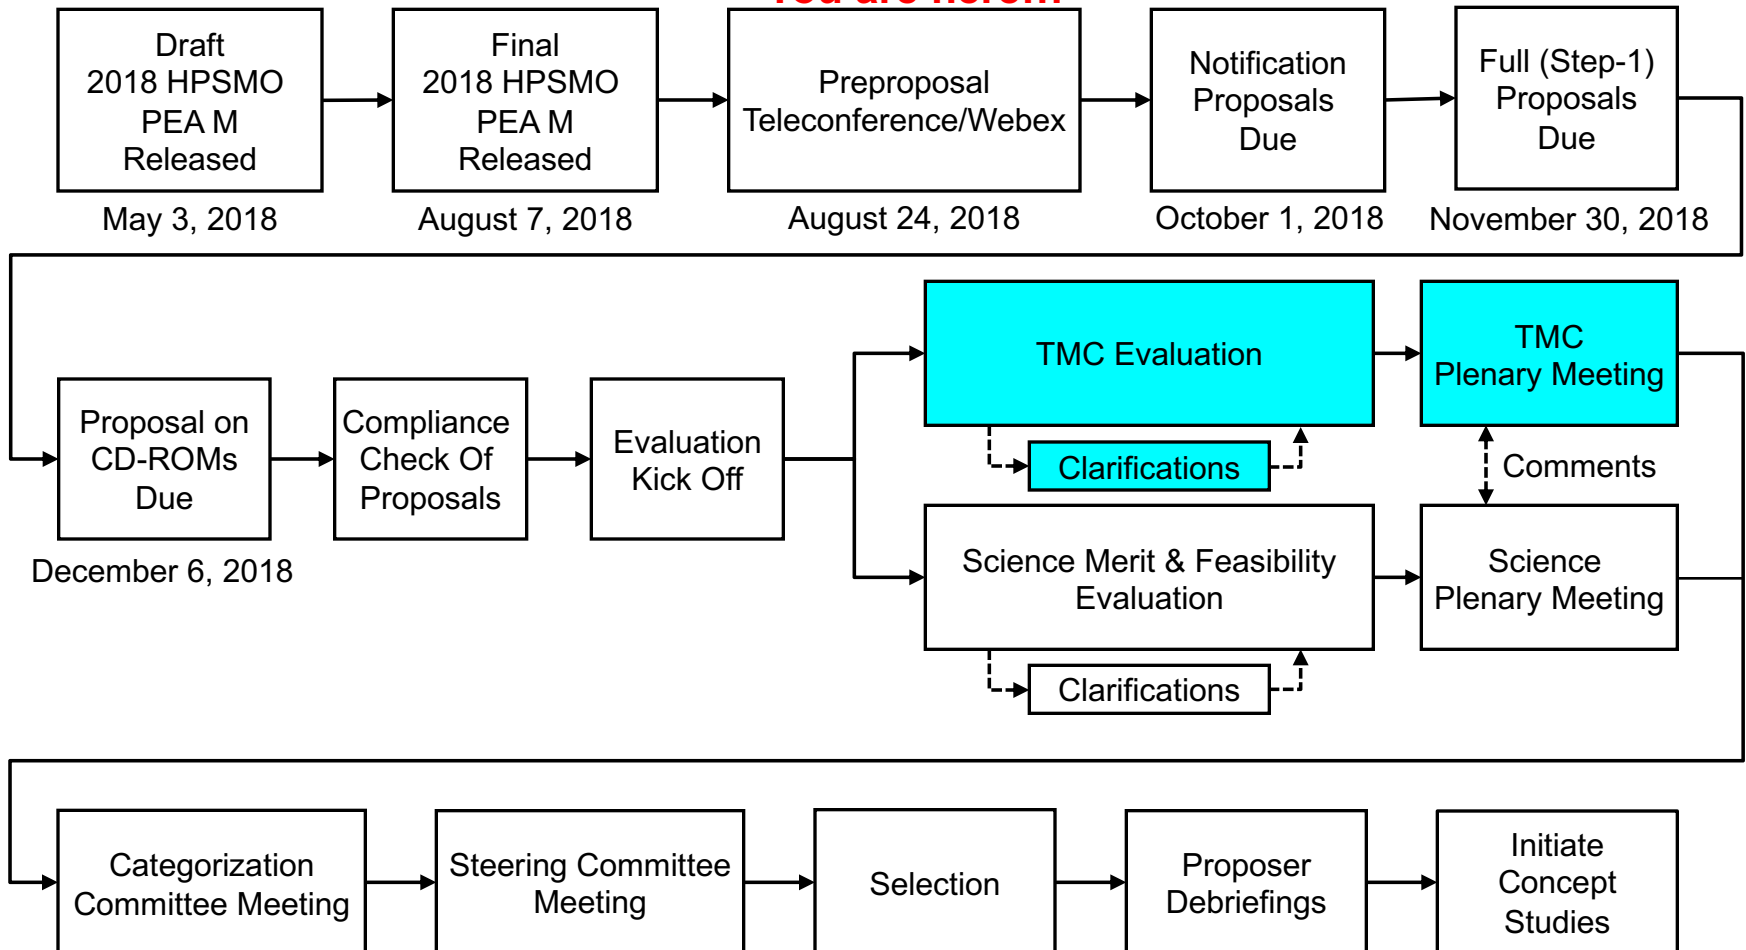 You are here...
Draft
2018 HPSMO
PEA M
Released
May 3, 2018
Final
2018 HPSMO
PEA M
Released
August 7, 2018
Preproposal
Teleconference/Webex
August 24, 2018
Notification
Proposals
Due
October 1, 2018
Full (Step-1)
Proposals
Due
November 30, 2018
Proposal on
CD-ROMs
Due
December 6, 2018
Compliance
Check Of
Proposals
Evaluation
Kick Off
TMC Evaluation
Clarifications
TMC
Plenary Meeting
Comments
Science Merit & Feasibility
Evaluation
Clarifications
Science
Plenary Meeting
Categorization
Committee Meeting
Steering Committee
Meeting
Selection
Proposer
Debriefings
Initiate
Concept
Studies